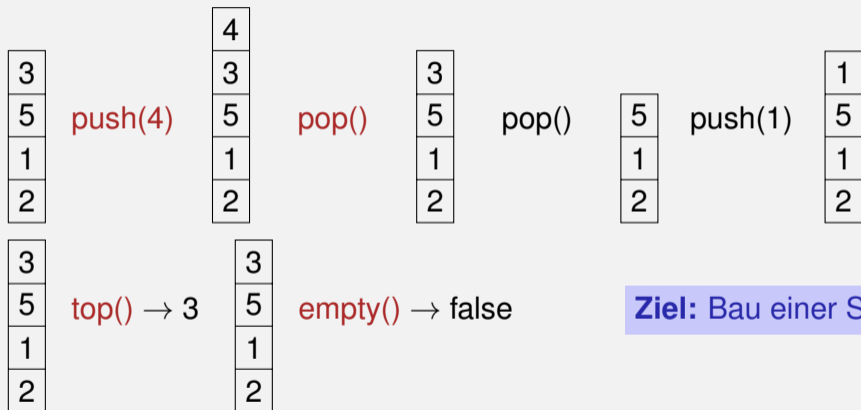 4
3 3 3 1
5 push(4) 5 pop() 5 pop() 5 push(1) 5
1 1 1 1 1
2 2 2 2 2
3 3
5 top() → 3 5 empty() → false Ziel: Bau einer
1 1
2 2